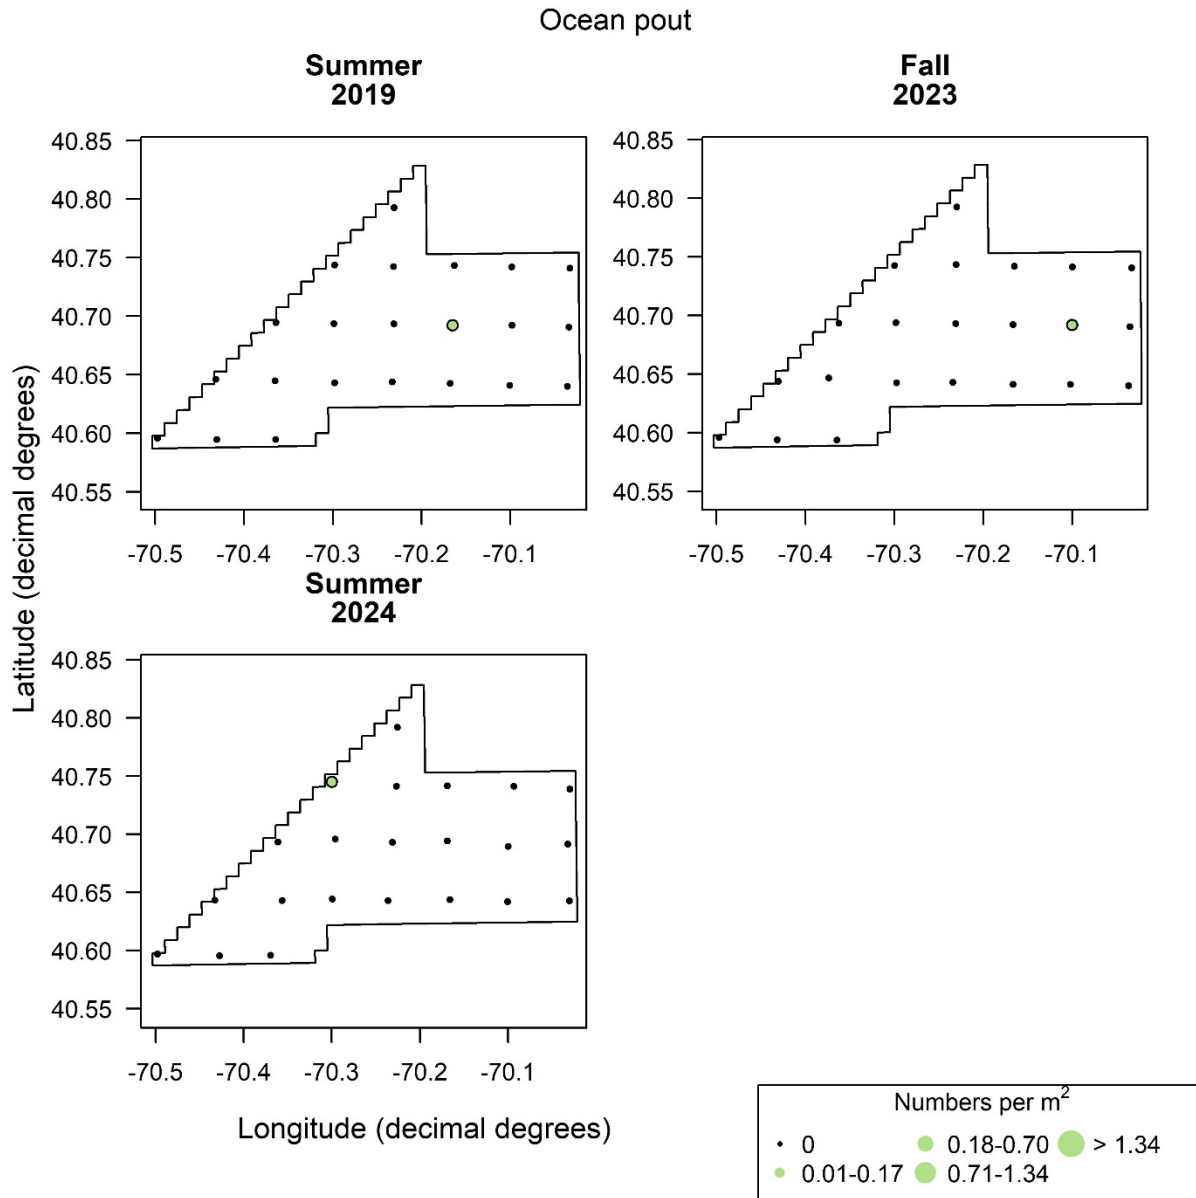 Ocean pout
Summer
2019
Fall
2023
40.85
40.80
40.75
40.70
40.65
40.60
40.55
-70.5 -70.4 -70.3 -70.2 -70.1
40.85
40.80
40.75
40.70
40.65
40.60
40.55
-70.5 -70.4 -70.3 -70.2 -70.1
Summer
2024
40.85
40.80
40.75
40.70
40.65
40.60
40.55
-70.5 -70.4 -70.3 -70.2 -70.1
Latitude (decimal degrees)
Longitude (decimal degrees)
Numbers per m²
0 0.18-0.70 > 1.34
0.01-0.17 0.71-1.34